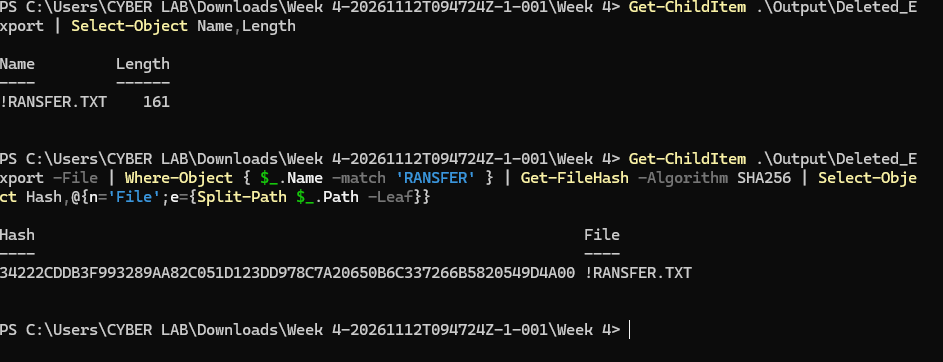 PS C:\Users\CYBER LAB\Downloads\Week 4-20261112T094724Z-1-001\Week 4> Get-ChildItem .\Output\Deleted_E
xport | Select-Object Name,Length
Name Length
---- ------
!RANSFER.TXT 161
PS C:\Users\CYBER LAB\Downloads\Week 4-20261112T094724Z-1-001\Week 4> Get-ChildItem .\Output\Deleted_E
xport -File | Where-Object { $_.Name -match 'RANSFER' } | Get-FileHash -Algorithm SHA256 | Select-Obje
ct Hash,@{n='File';e={Split-Path $_.Path -Leaf}}
Hash File
---- ----
34222CDDB3F993289AA82C051D123DD978C7A20650B6C337266B5820549D4A00 !RANSFER.TXT
PS C:\Users\CYBER LAB\Downloads\Week 4-20261112T094724Z-1-001\Week 4>